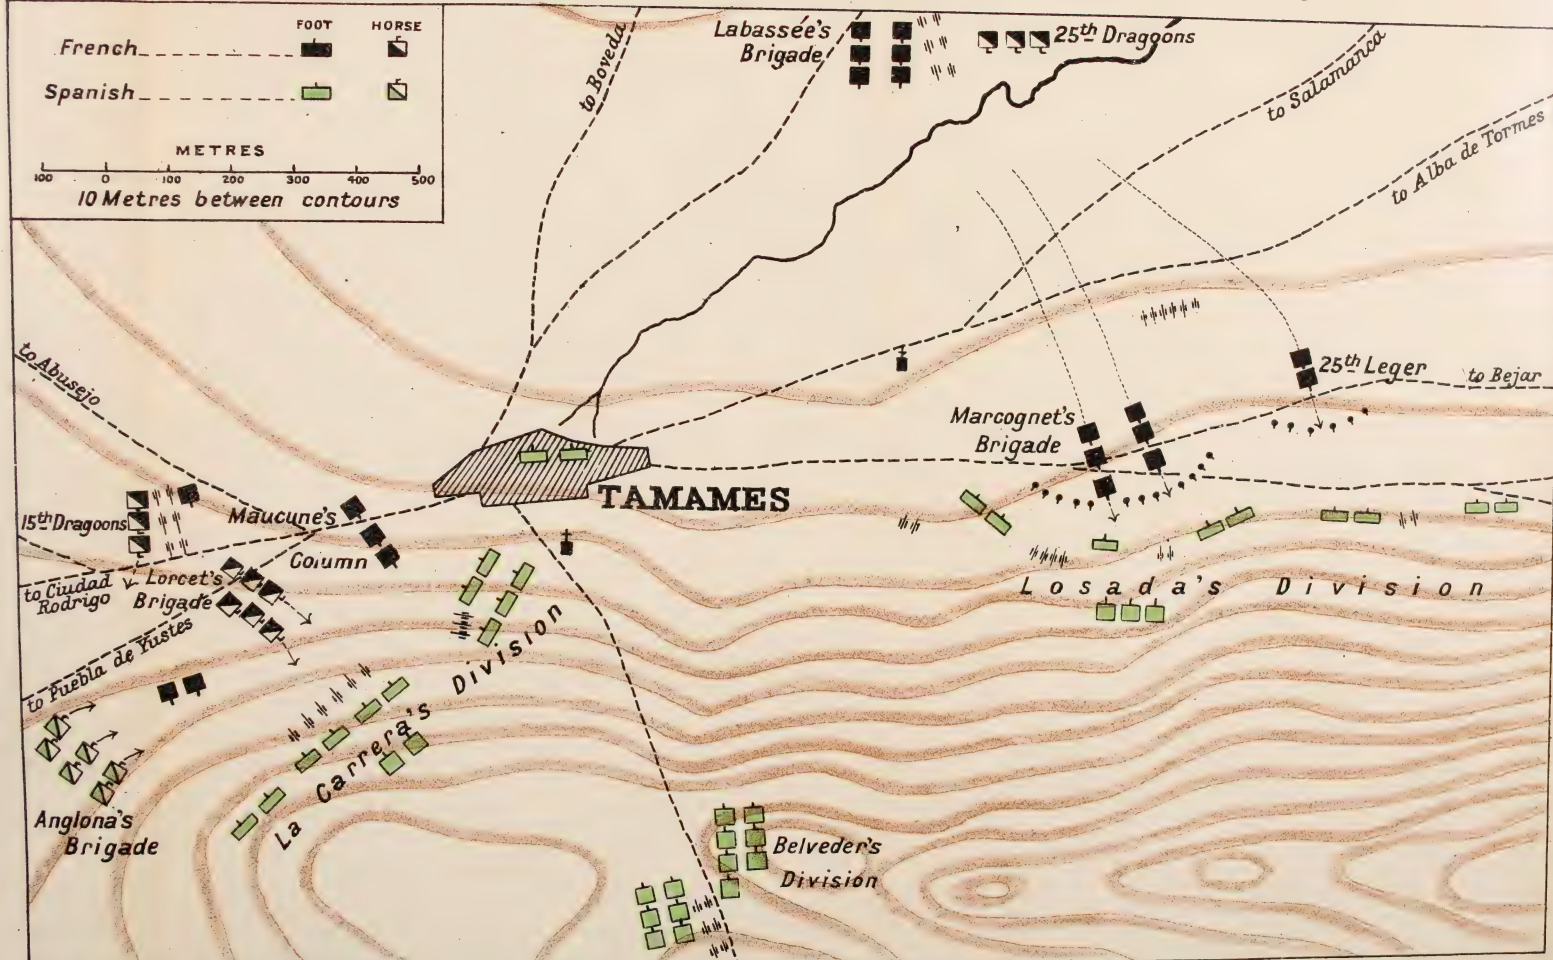 FOOT HORSE
French
Spanish
METRES
100 0 100 200 300 400 500
10 Metres between contours
to Boveda
Labassée's
Brigade
25th Dragoons
to Salamanca
to Alba de Tormes
to Abusejo
25th Leger
to Bejar
Marcognet's
Brigade
TAMAMES
15th Dragoons
Maucune's
Column
to Ciudad
Rodrigo
Lorcet's
Brigade
to Puebla de Yustes
Losada's Division
La Carrera's Division
Anglona's
Brigade
Belveder's
Division